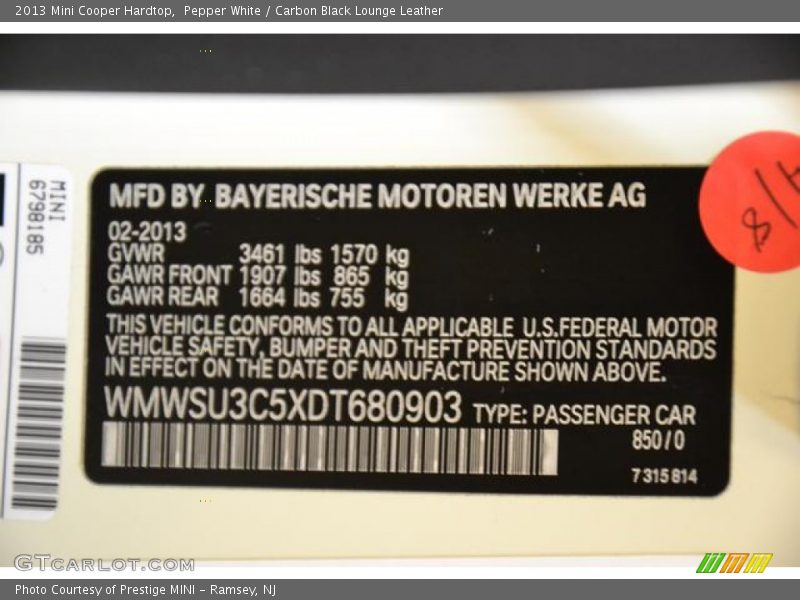 2013 Mini Cooper Hardtop,  Pepper White / Carbon Black Lounge Leather
MFD BY BAYERISCHE MOTOREN WERKE AG
02-2013
GVWR 3461 lbs 1570 kg
GAWR FRONT 1907 lbs 865 kg
GAWR REAR 1664 lbs 755 kg
THIS VEHICLE CONFORMS TO ALL APPLICABLE U.S.FEDERAL MOTOR
VEHICLE SAFETY, BUMPER AND THEFT PREVENTION STANDARDS
IN EFFECT ON THE DATE OF MANUFACTURE SHOWN ABOVE.
WMWSU3C5XDT680903 TYPE: PASSENGER CAR
850/0
7315814
MINI
6798185
GTCARLOT.COM
Photo Courtesy of Prestige MINI - Ramsey, NJ